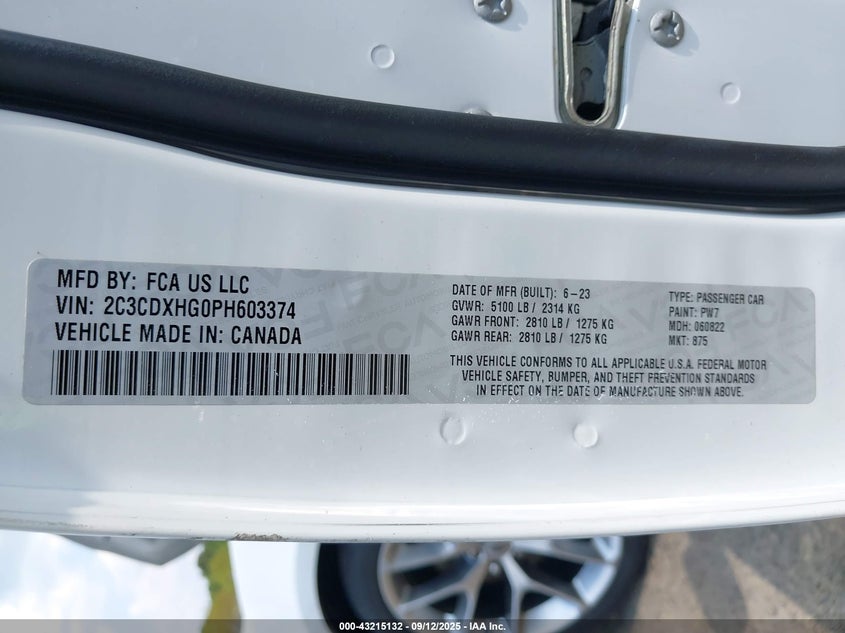 MFD BY: FCA US LLC
VIN: 2C3CDXHG0PH603374
VEHICLE MADE IN: CANADA
DATE OF MFR (BUILT): 6-23
GVWR: 5100 LB / 2314 KG
GAWR FRONT: 2810 LB / 1275 KG
GAWR REAR: 2810 LB / 1275 KG
TYPE: PASSENGER CAR
PAINT: PW7
MDH: 060822
MKT: 875
THIS VEHICLE CONFORMS TO ALL APPLICABLE U.S.A. FEDERAL MOTOR
VEHICLE SAFETY, BUMPER, AND THEFT PREVENTION STANDARDS
IN EFFECT ON THE DATE OF MANUFACTURE SHOWN ABOVE.
000-43215132 - 09/12/2025 - IAA Inc.